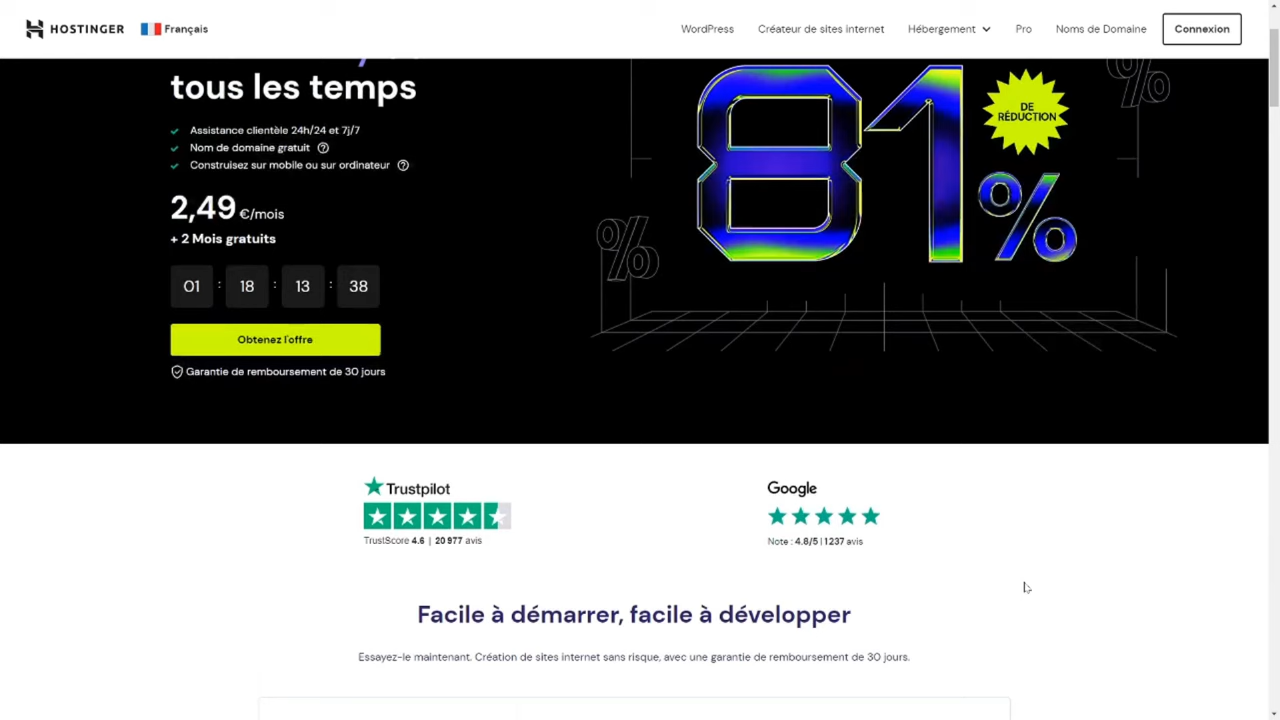 HOSTINGER
Français
WordPress
Créateur de sites internet
Hébergement
Pro
Noms de Domaine
Connexion
tous les temps
Assistance clientèle 24h/24 et 7j/7
Nom de domaine gratuit
Construisez sur mobile ou sur ordinateur
2,49 €/mois
+ 2 Mois gratuits
01 : 18 : 13 : 38
Obtenez l'offre
Garantie de remboursement de 30 jours
81%
DE
RÉDUCTION
%
%
Trustpilot
TrustScore 4.6 | 20 977 avis
Google
Note : 4.8/5 | 1237 avis
Facile à démarrer, facile à développer
Essayez-le maintenant. Création de sites internet sans risque, avec une garantie de remboursement de 30 jours.